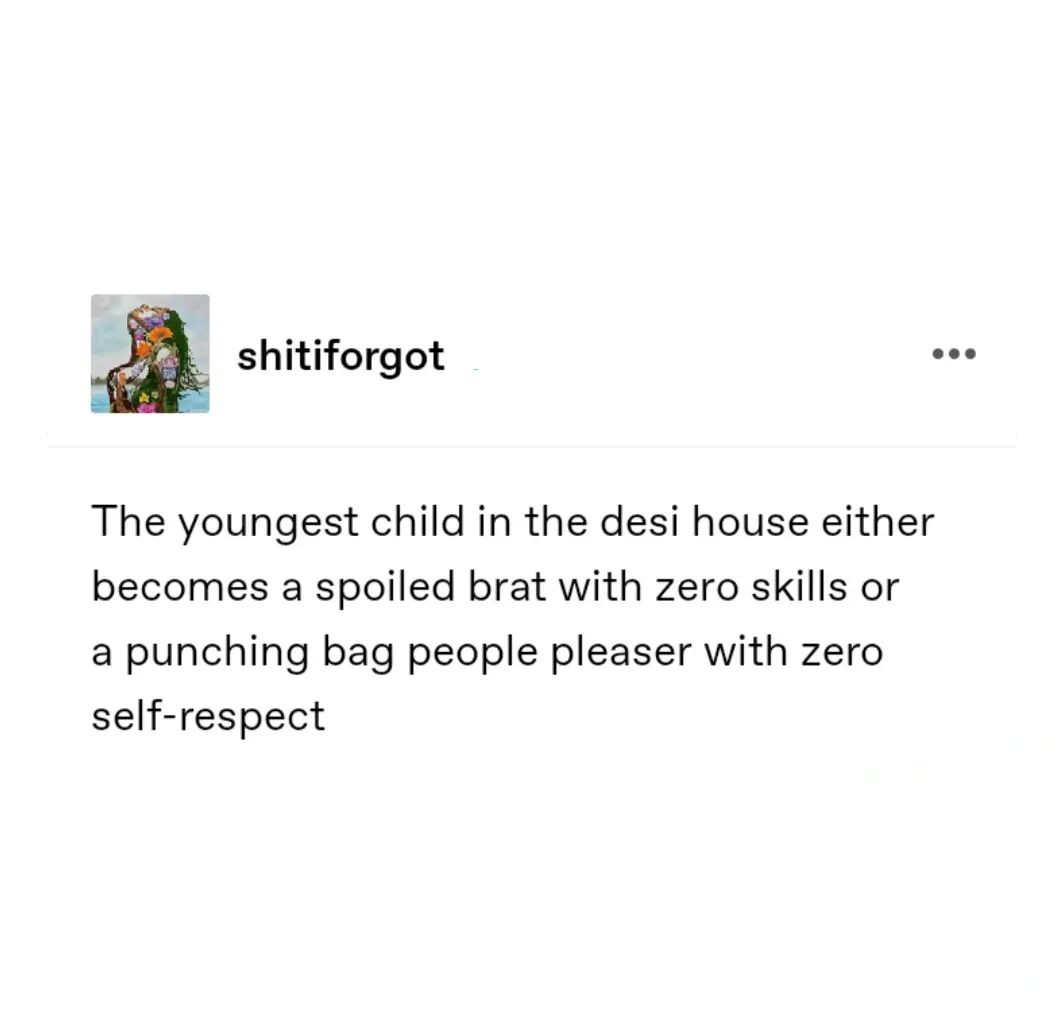 shitiforgot
The youngest child in the desi house either
becomes a spoiled brat with zero skills or
a punching bag people pleaser with zero
self-respect